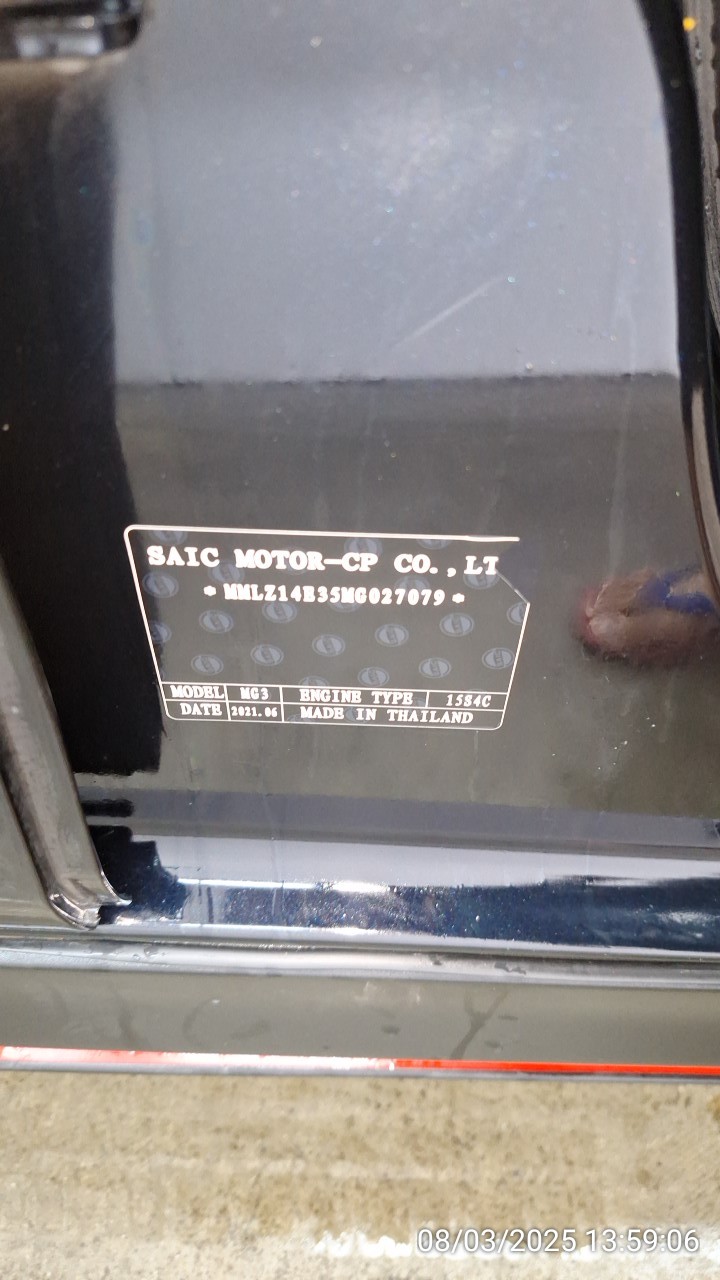 SAIC MOTOR-CP CO.,LT
* MMLZ14B35MG027079 *
MODEL MG3 ENGINE TYPE 15S4C
DATE 2021.06 MADE IN THAILAND
08/03/2025 13:59:06